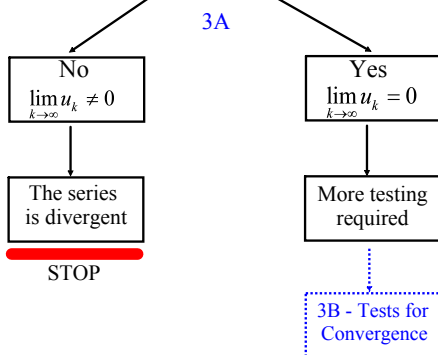 3A
No
lim u_k ≠ 0
k→∞
Yes
lim u_k = 0
k→∞
The series
is divergent
More testing
required
STOP
3B - Tests for
Convergence